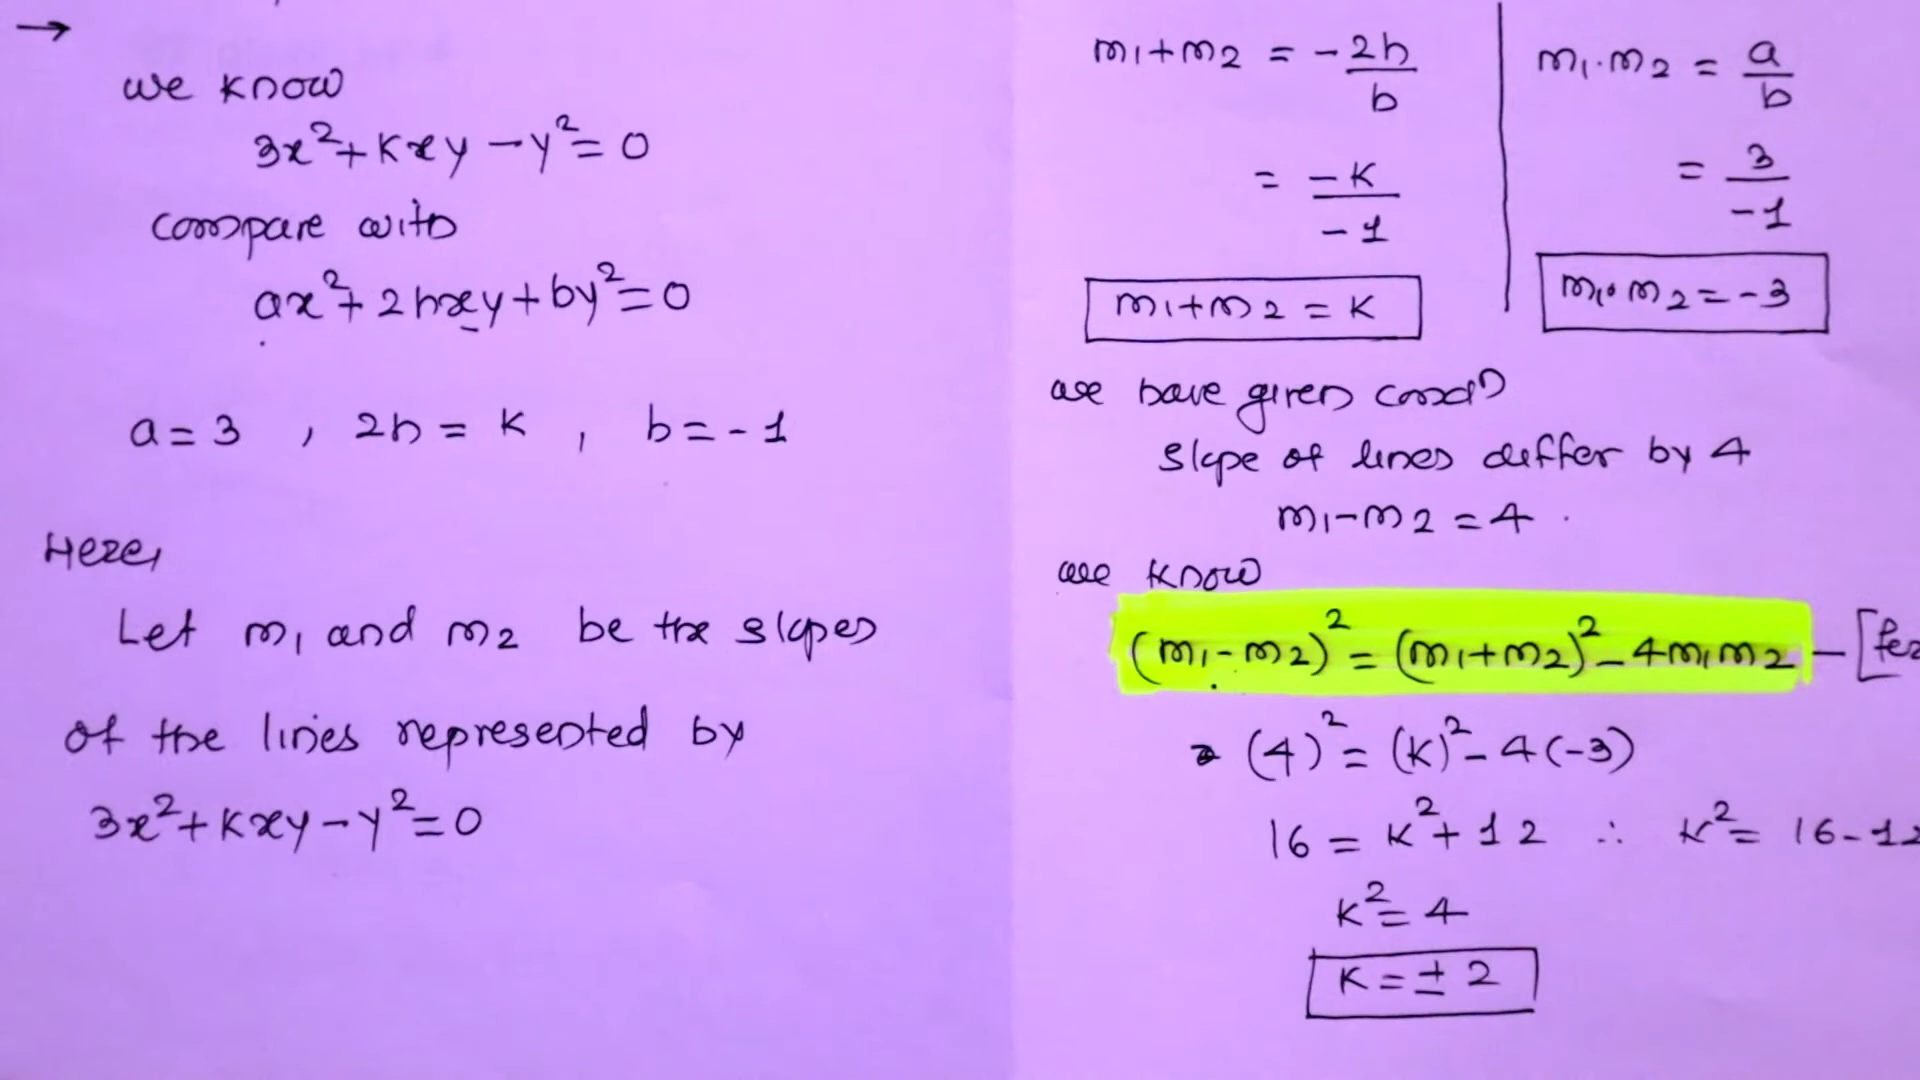 →
we know
3x²+kxy-y²=0
compare with
ax²+2hxy+by²=0
a=3 , 2h=k , b=-1
Here,
Let m₁ and m₂ be the slopes
of the lines represented by
3x²+kxy-y²=0
m₁+m₂ = -2h/b
= -k/-1
m₁+m₂ = k
m₁.m₂ = a/b
= 3/-1
m₁.m₂=-3
we have given condⁿ
slope of lines differ by 4
m₁-m₂=4
we know
(m₁-m₂)²=(m₁+m₂)²-4m₁m₂ -
(4)²=(k)²-4(-3)
16=k²+12 ∴ k²=16-12
k²=4
k=±2